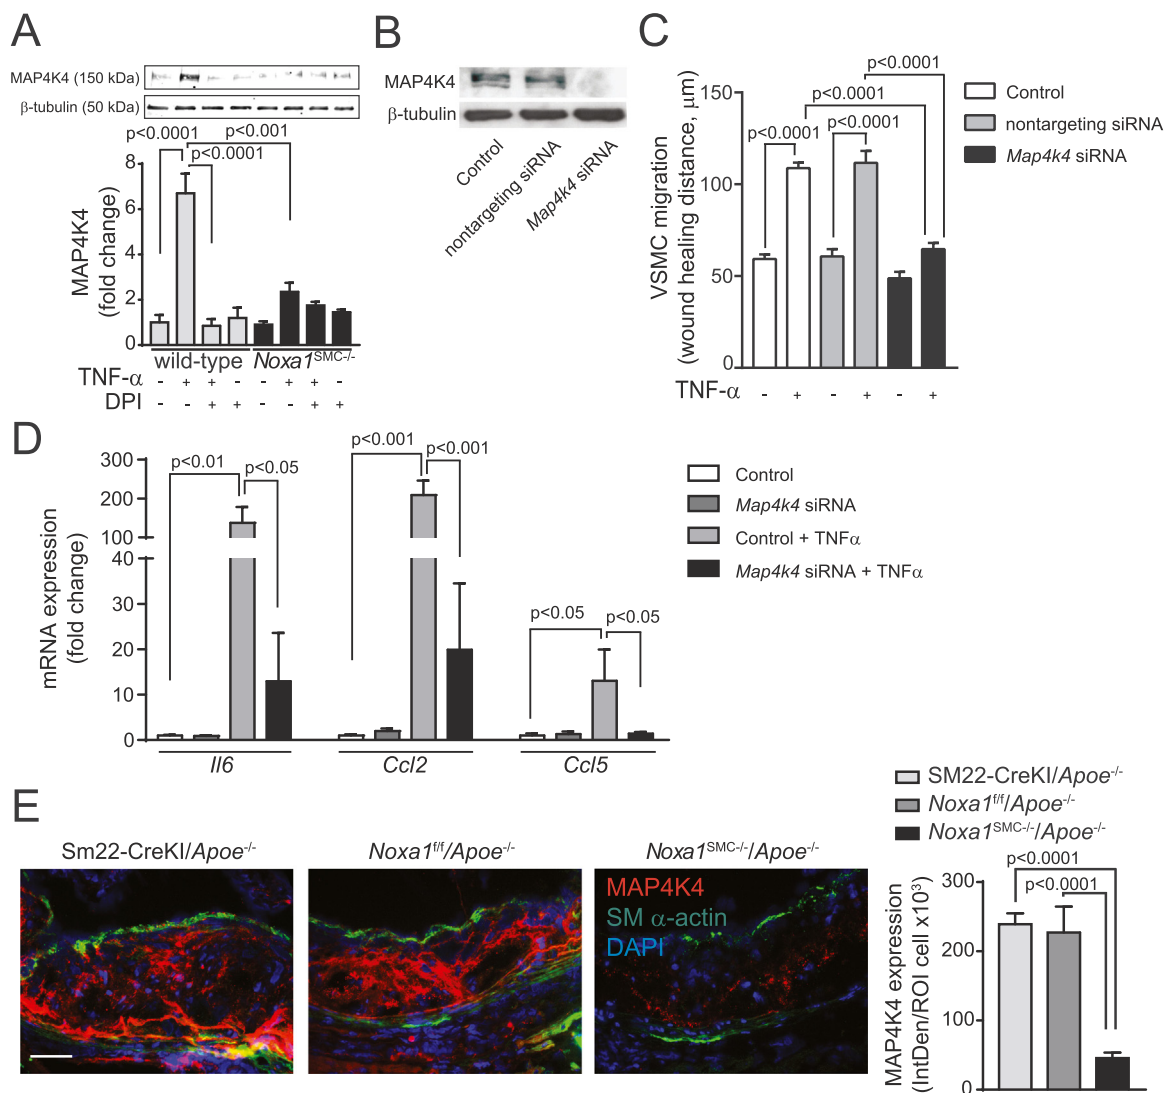 A
MAP4K4 (150 kDa)
β-tubulin (50 kDa)
p<0.0001 p<0.001
p<0.0001
MAP4K4
(fold change)
8
6
4
2
0
wild-type Noxa1SMC-/-
TNF-α - + + - - + + -
DPI - - + + - - + +
B
MAP4K4
β-tubulin
Control
nontargeting siRNA
Map4k4 siRNA
C
p<0.0001
p<0.0001
p<0.0001 p<0.0001
VSMC migration
(wound healing distance, μm)
150
100
50
0
TNF-α - + - + - +
Control
nontargeting siRNA
Map4k4 siRNA
D
mRNA expression
(fold change)
300
200
100
40
30
20
10
0
p<0.01 p<0.05
p<0.001 p<0.001
p<0.05 p<0.05
Il6 Ccl2 Ccl5
Control
Map4k4 siRNA
Control + TNFα
Map4k4 siRNA + TNFα
E
Sm22-CreKI/Apoe-/- Noxa1f/f/Apoe-/- Noxa1SMC-/-/Apoe-/-
MAP4K4
SM α-actin
DAPI
SM22-CreKI/Apoe-/-
Noxa1f/f/Apoe-/-
Noxa1SMC-/-/Apoe-/-
p<0.0001
p<0.0001
MAP4K4 expression
(IntDen/ROI cell x10³)
300
200
100
0